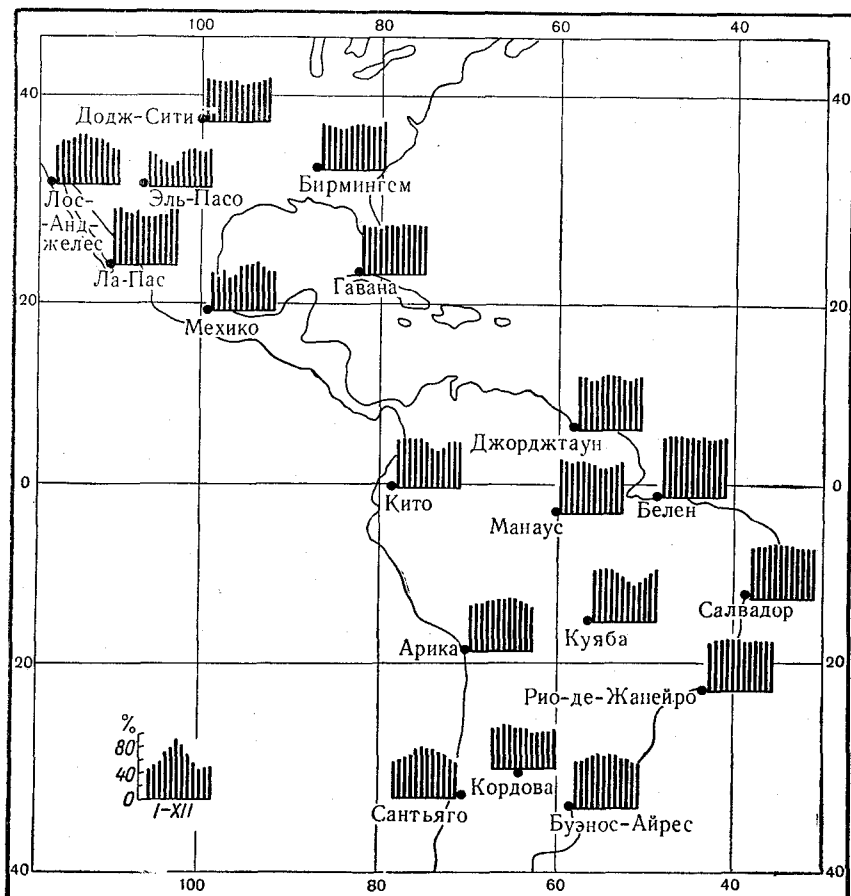 100 80 60 40
40 40
Додж-Сити
Бирмингем
Эль-Пасо
Лос-
-Анд-
желес
Ла-Пас
Гавана
20 20
Мехико
Джорджтаун
0 0
Кито
Манаус
Белен
Салвадор
Арика
Куяба
20 20
Рио-де-Жанейро
%
80
40
0
I-XII
Сантьяго
Кордова
Буэнос-Айрес
40 40
100 80 60 40